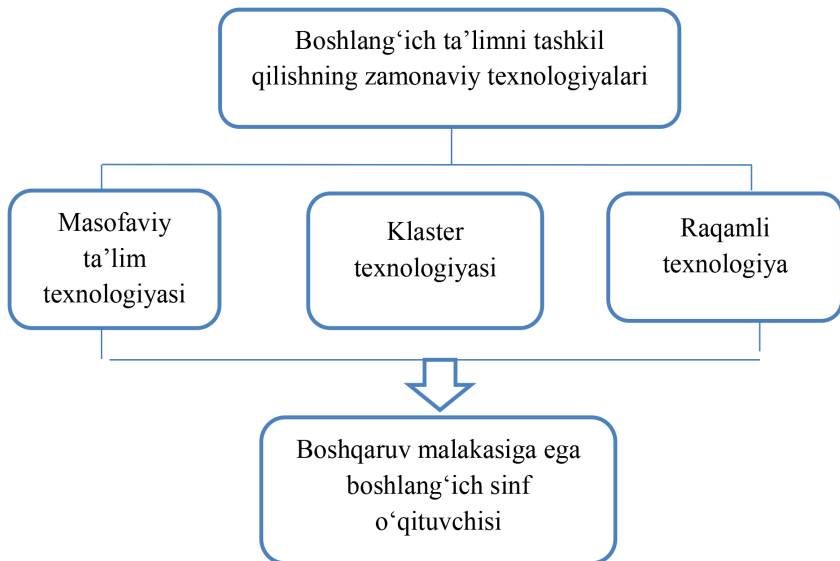 Boshlang‘ich ta’limni tashkil
qilishning zamonaviy texnologiyalari
Masofaviy
ta’lim
texnologiyasi
Klaster
texnologiyasi
Raqamli
texnologiya
Boshqaruv malakasiga ega
boshlang‘ich sinf
o‘qituvchisi